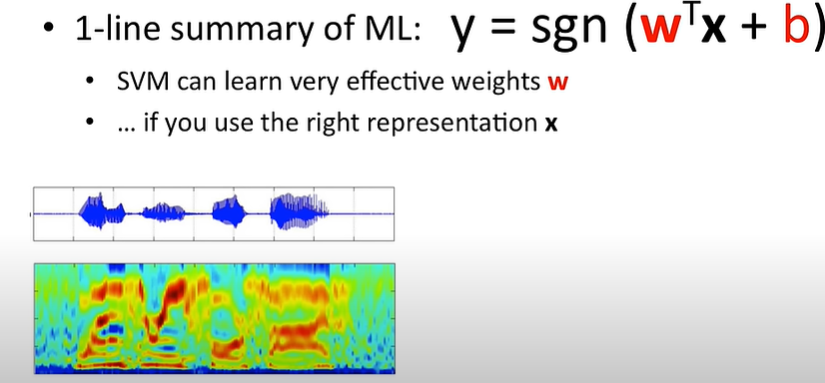 • 1-line summary of ML: y = sgn (wᵀx + b)
• SVM can learn very effective weights w
• ... if you use the right representation x